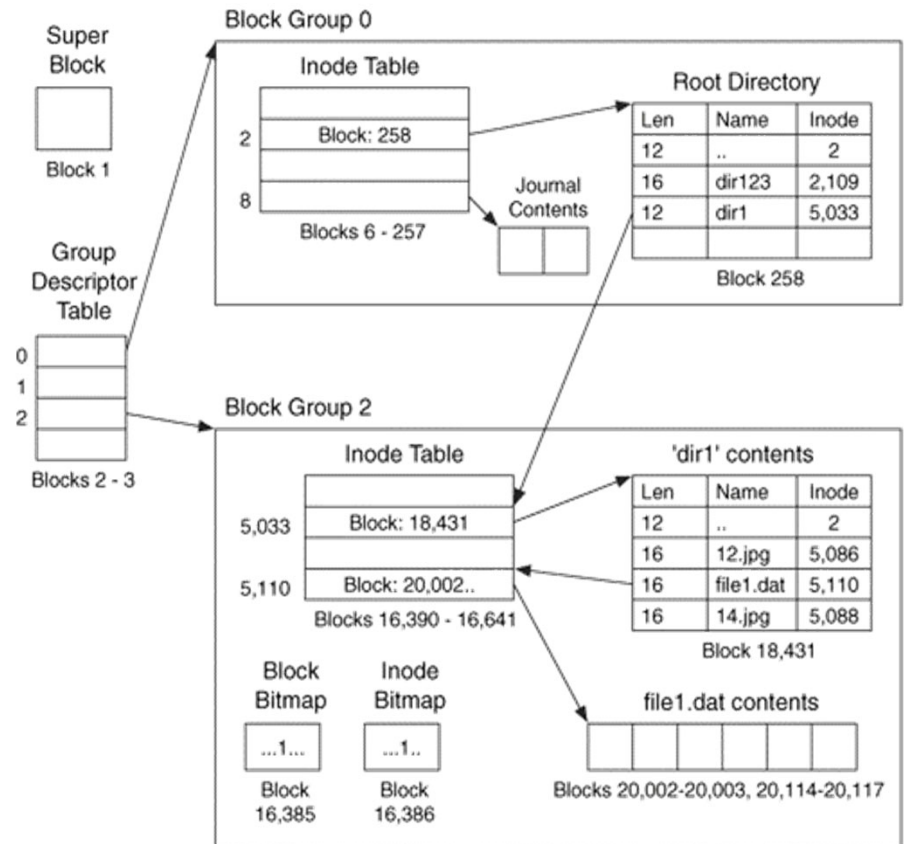 Super
Block
Block 1
Group
Descriptor
Table
0
1
2
Blocks 2 - 3
Block Group 0
Inode Table
2 Block: 258
8
Blocks 6 - 257
Journal
Contents
Root Directory
Len Name Inode
12 .. 2
16 dir123 2,109
12 dir1 5,033
Block 258
Block Group 2
Inode Table
5,033 Block: 18,431
5,110 Block: 20,002..
Blocks 16,390 - 16,641
'dir1' contents
Len Name Inode
12 .. 2
16 12.jpg 5,086
16 file1.dat 5,110
16 14.jpg 5,088
Block 18,431
Block
Bitmap
...1...
Block
16,385
Inode
Bitmap
...1..
Block
16,386
file1.dat contents
Blocks 20,002-20,003, 20,114-20,117